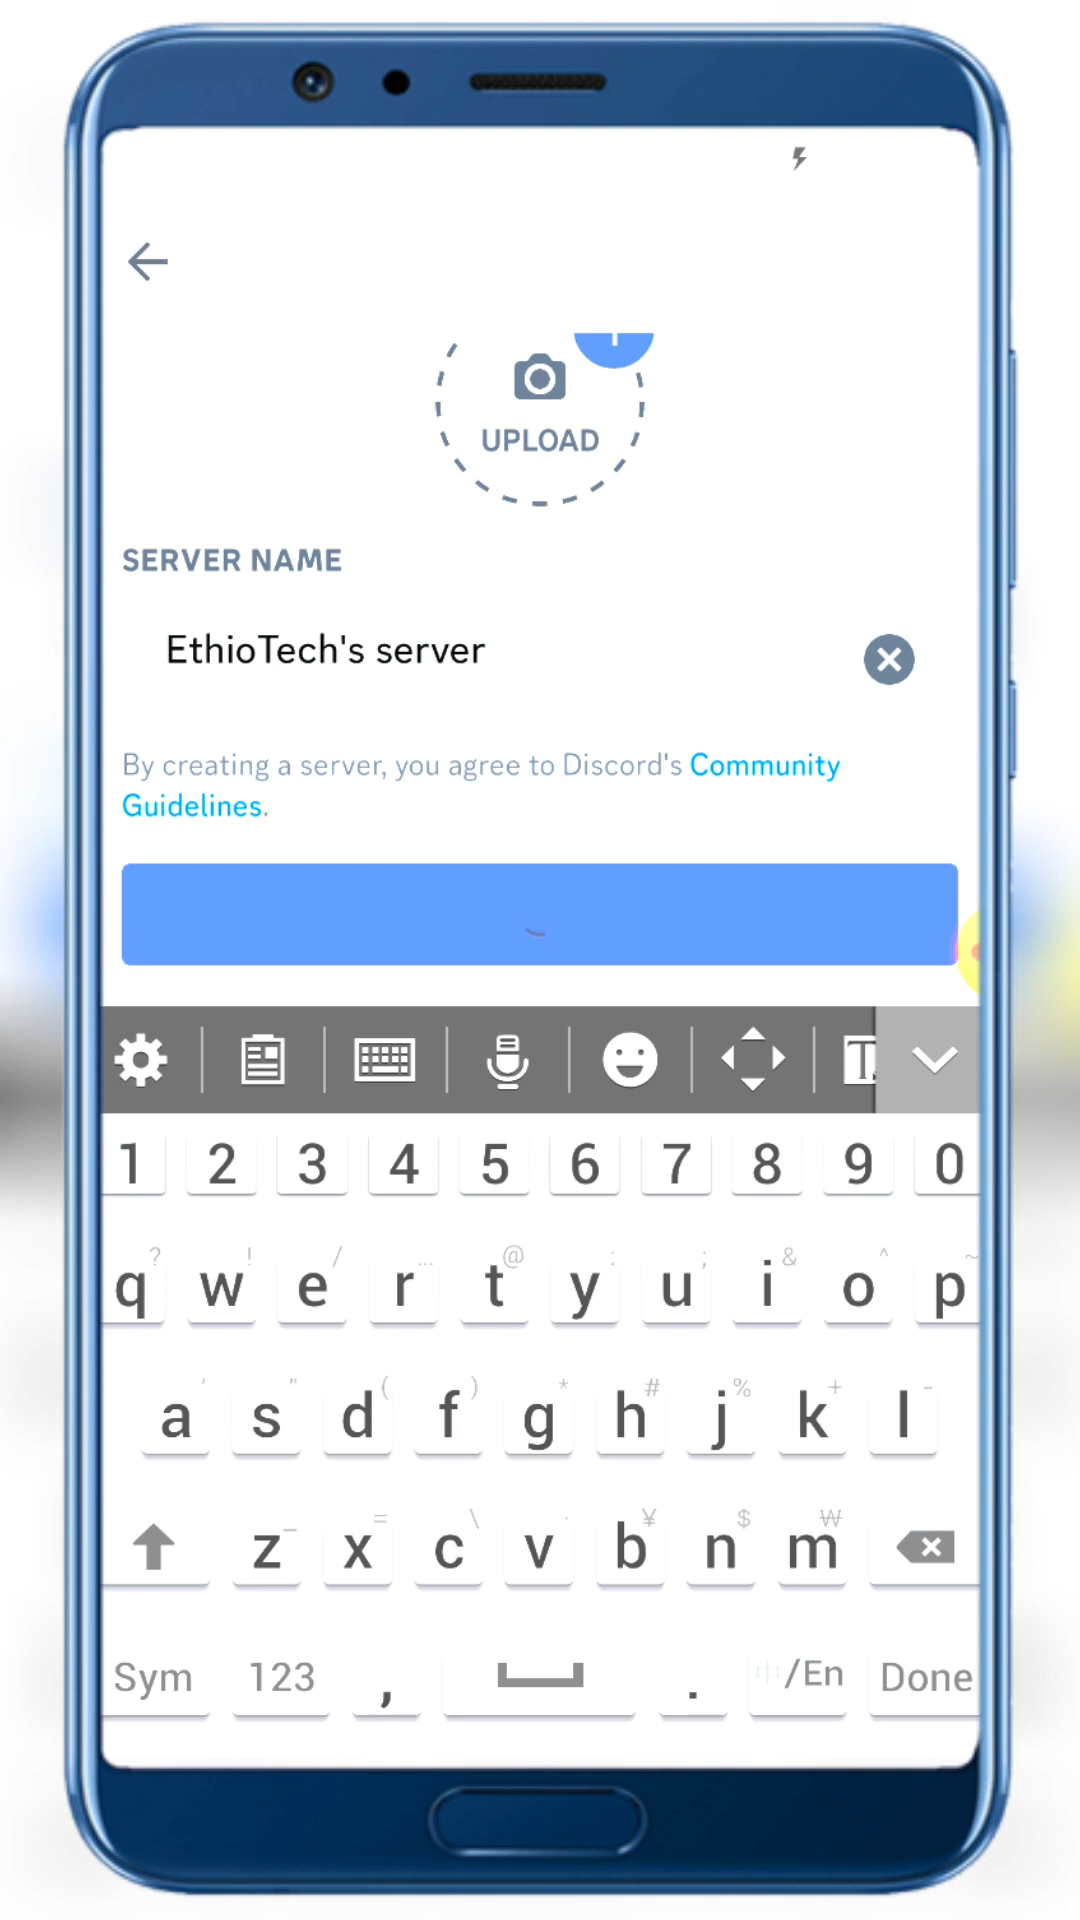 UPLOAD
SERVER NAME
EthioTech's server
By creating a server, you agree to Discord's Community
Guidelines.
T
1 2 3 4 5 6 7 8 9 0
? ! / ... @ : ; & ^ ~
q w e r t y u i o p
' " ( ) * # % + -
a s d f g h j k l
_ = \ · ¥ $ ₩
z x c v b n m
Sym 123 , . 中/En Done